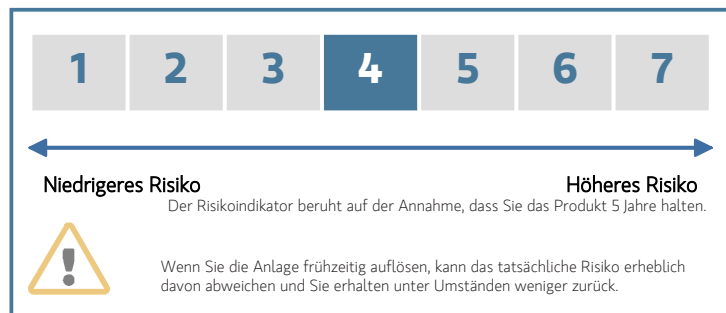 1 2 3 4 5 6 7
Niedrigeres Risiko Höheres Risiko
Der Risikoindikator beruht auf der Annahme, dass Sie das Produkt 5 Jahre halten.
Wenn Sie die Anlage frühzeitig auflösen, kann das tatsächliche Risiko erheblich
davon abweichen und Sie erhalten unter Umständen weniger zurück.